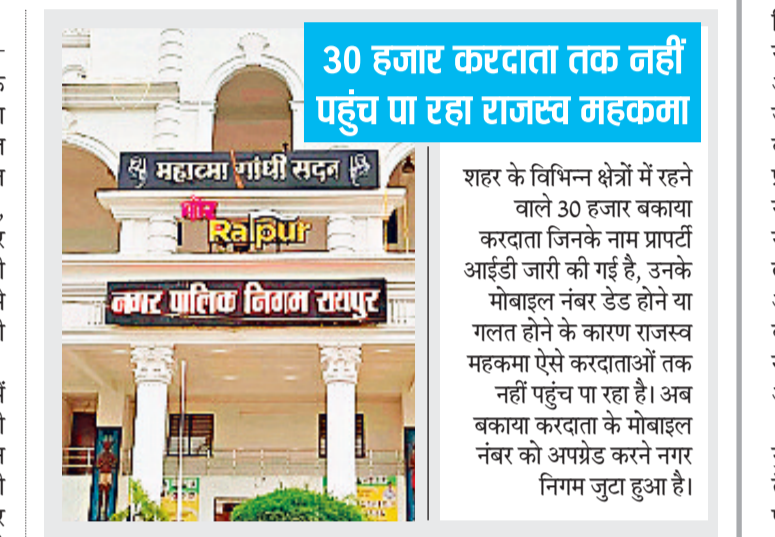 30 हजार करदाता तक नहीं
पहुंच पा रहा राजस्व महकमा
महात्मा गांधी सदन
मोर
Raipur
नगर पालिक निगम रायपुर
शहर के विभिन्न क्षेत्रों में रहने
वाले 30 हजार बकाया
करदाता जिनके नाम प्रापर्टी
आईडी जारी की गई है, उनके
मोबाइल नंबर डेड होने या
गलत होने के कारण राजस्व
महकमा ऐसे करदाताओं तक
नहीं पहुंच पा रहा है। अब
बकाया करदाता के मोबाइल
नंबर को अपग्रेड करने नगर
निगम जुटा हुआ है।